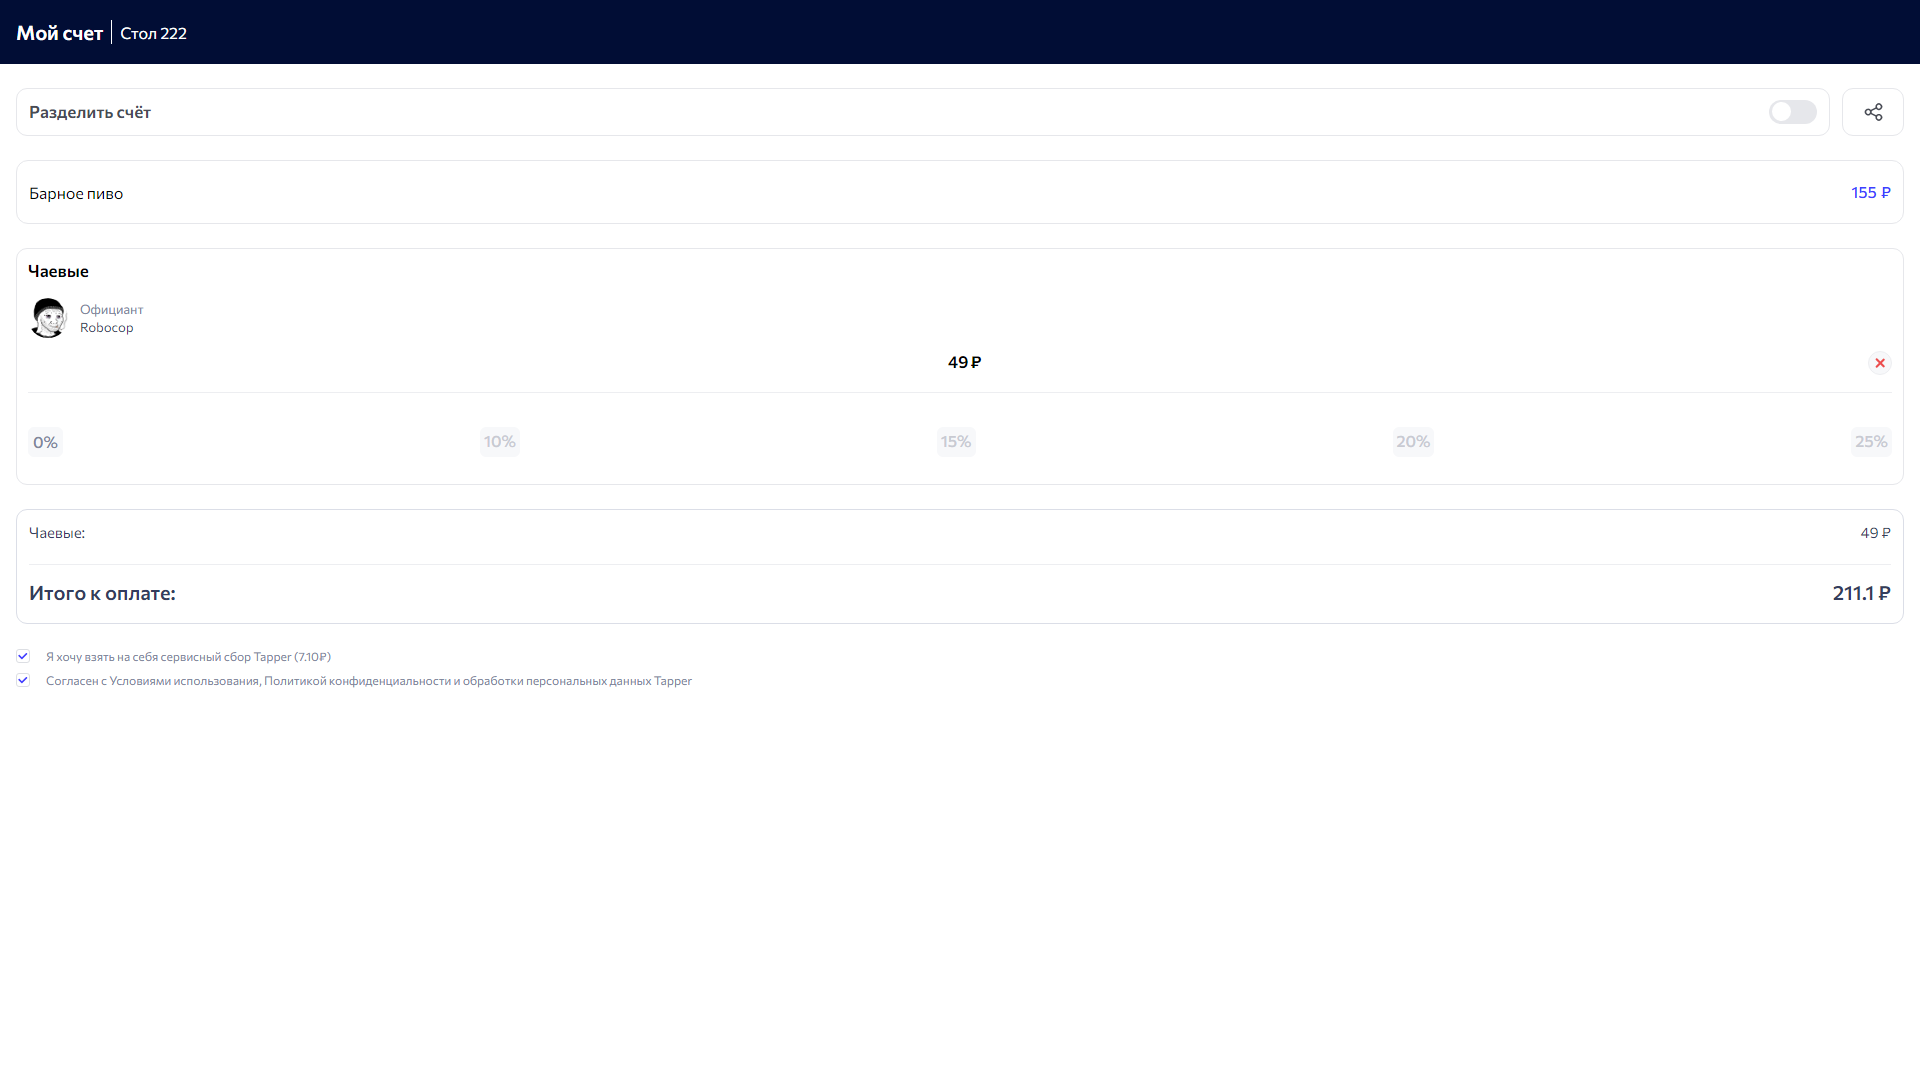 Мой счет | Стол 222
Разделить счёт
Барное пиво 155 ₽
Чаевые
Официант
Robocop
49 ₽
0% 10% 15% 20% 25%
Чаевые: 49 ₽
Итого к оплате: 211.1 ₽
Я хочу взять на себя сервисный сбор Tapper (7.10₽)
Согласен с Условиями использования, Политикой конфиденциальности и обработки персональных данных Tapper